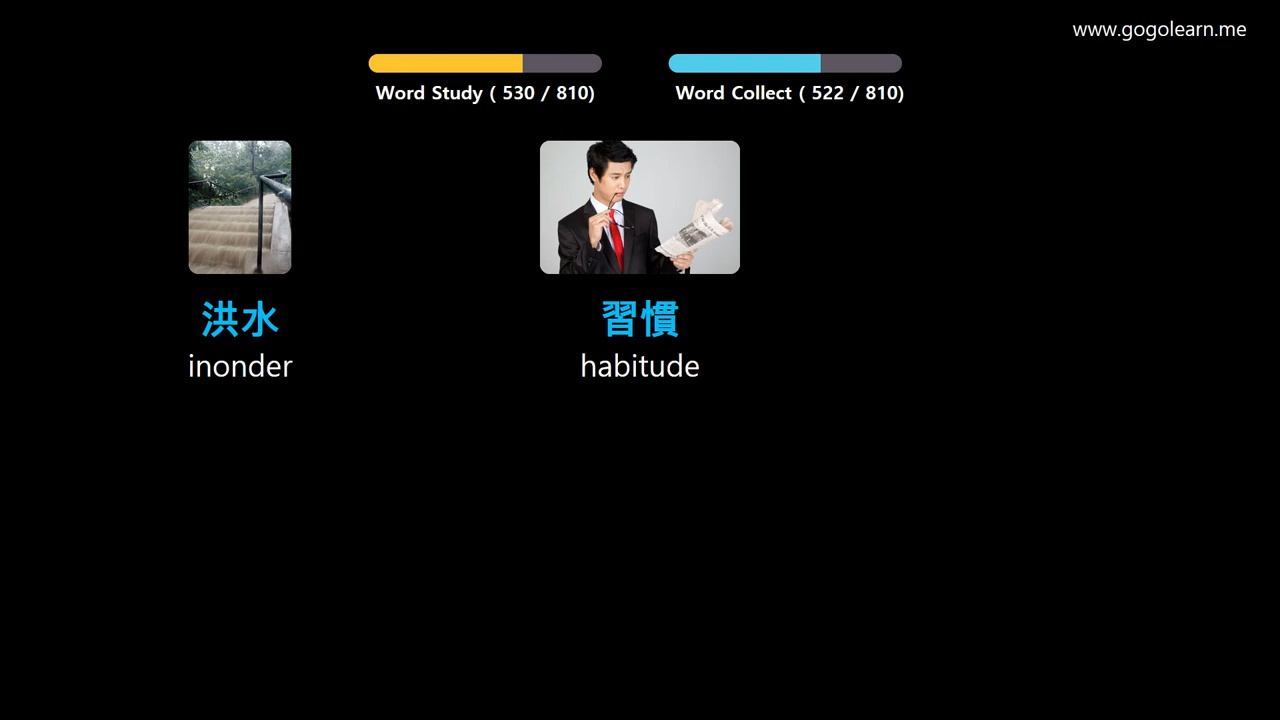 www.gogolearn.me
Word Study ( 530 / 810)
Word Collect ( 522 / 810)
洪水
inonder
習慣
habitude